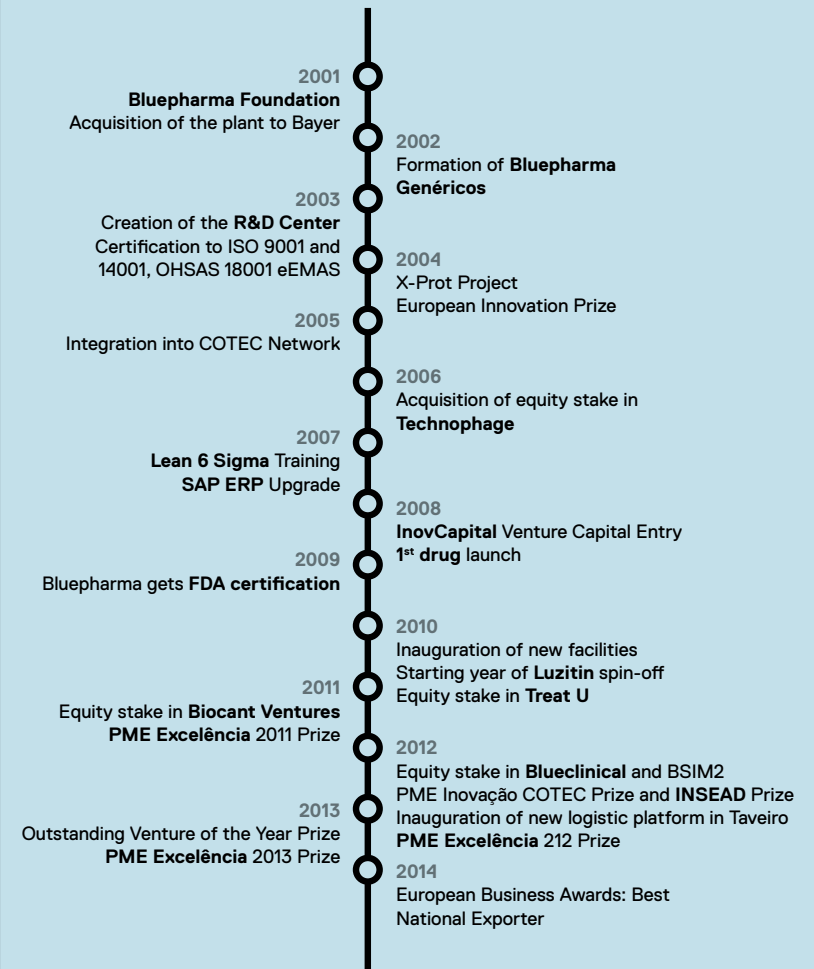 2001
Bluepharma Foundation
Acquisition of the plant to Bayer
2002
Formation of Bluepharma
Genéricos
2003
Creation of the R&D Center
Certification to ISO 9001 and
14001, OHSAS 18001 eEMAS
2004
X-Prot Project
European Innovation Prize
2005
Integration into COTEC Network
2006
Acquisition of equity stake in
Technophage
2007
Lean 6 Sigma Training
SAP ERP Upgrade
2008
InovCapital Venture Capital Entry
1st drug launch
2009
Bluepharma gets FDA certification
2010
Inauguration of new facilities
Starting year of Luzitin spin-off
Equity stake in Treat U
2011
Equity stake in Biocant Ventures
PME Excelência 2011 Prize
2012
Equity stake in Blueclinical and BSIM2
PME Inovação COTEC Prize and INSEAD Prize
Inauguration of new logistic platform in Taveiro
PME Excelência 212 Prize
2013
Outstanding Venture of the Year Prize
PME Excelência 2013 Prize
2014
European Business Awards: Best
National Exporter